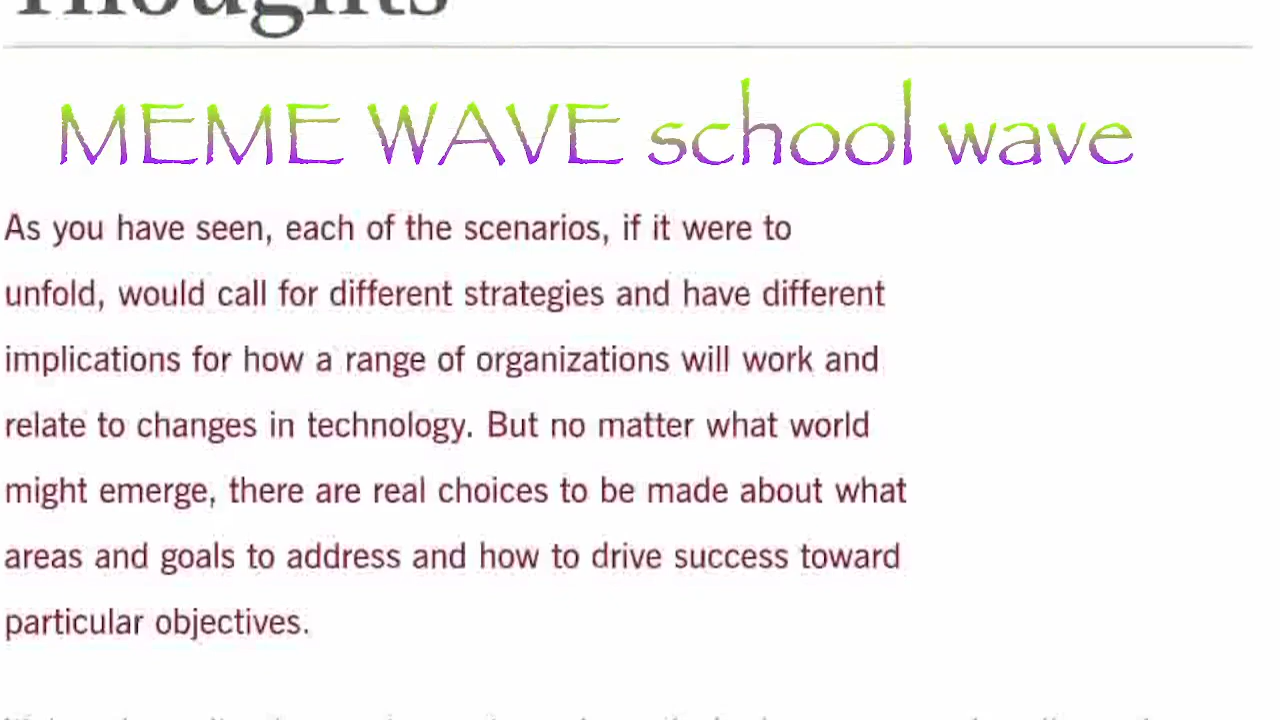 Thoughts
MEME WAVE school wave
As you have seen, each of the scenarios, if it were to
unfold, would call for different strategies and have different
implications for how a range of organizations will work and
relate to changes in technology. But no matter what world
might emerge, there are real choices to be made about what
areas and goals to address and how to drive success toward
particular objectives.